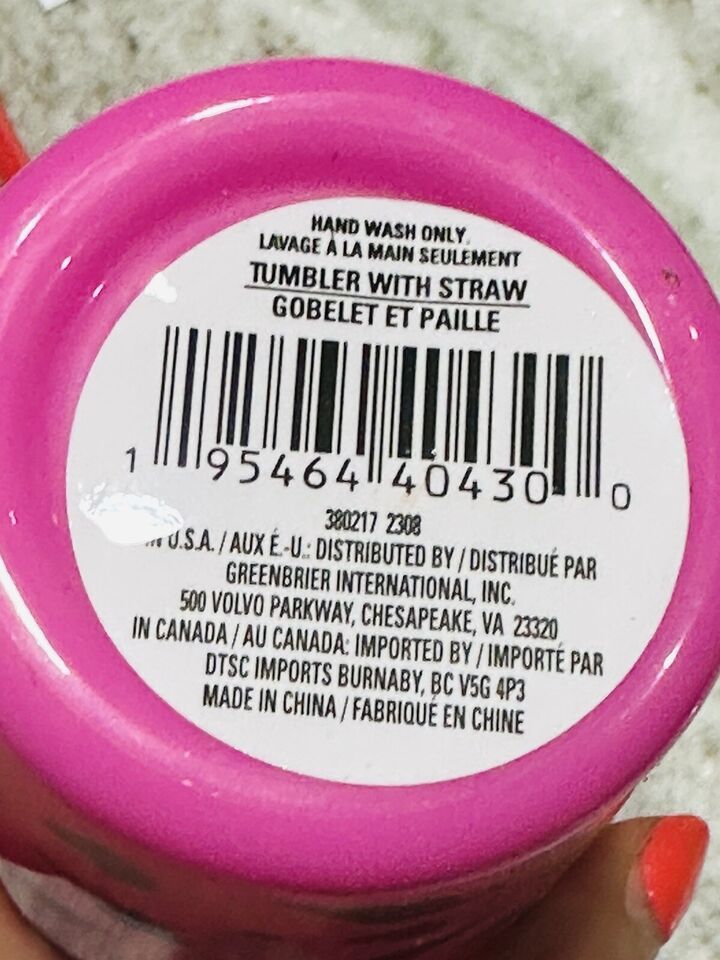 HAND WASH ONLY.
LAVAGE À LA MAIN SEULEMENT
TUMBLER WITH STRAW
GOBELET ET PAILLE
1 95464 40430 0
380217 2308
IN U.S.A. / AUX É.-U.: DISTRIBUTED BY / DISTRIBUÉ PAR
GREENBRIER INTERNATIONAL, INC.
500 VOLVO PARKWAY, CHESAPEAKE, VA 23320
IN CANADA / AU CANADA: IMPORTED BY / IMPORTÉ PAR
DTSC IMPORTS BURNABY, BC V5G 4P3
MADE IN CHINA / FABRIQUÉ EN CHINE